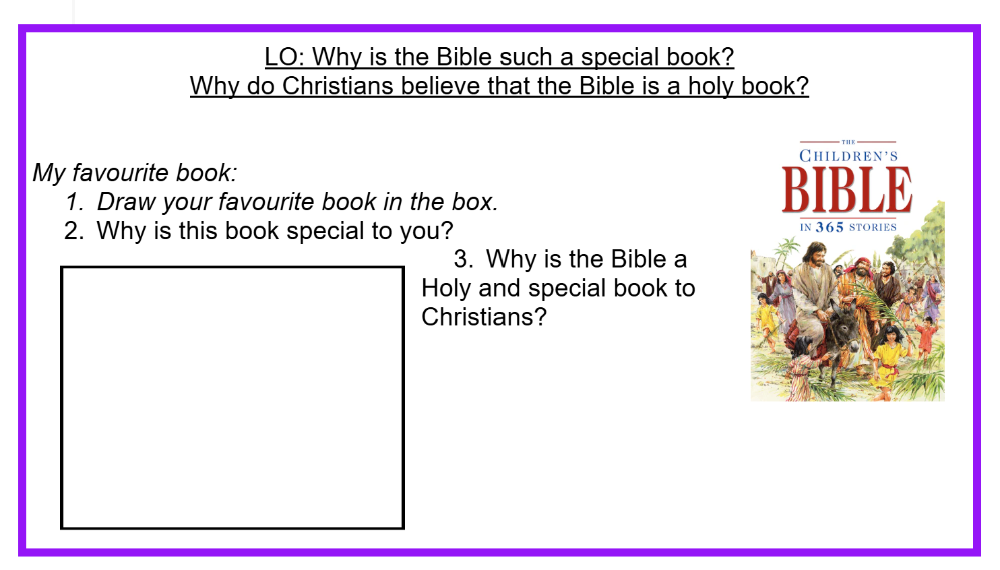 LO: Why is the Bible such a special book?
Why do Christians believe that the Bible is a holy book?
My favourite book:
1. Draw your favourite book in the box.
2. Why is this book special to you?
3. Why is the Bible a
Holy and special book to
Christians?
THE
CHILDREN'S
BIBLE
IN 365 STORIES